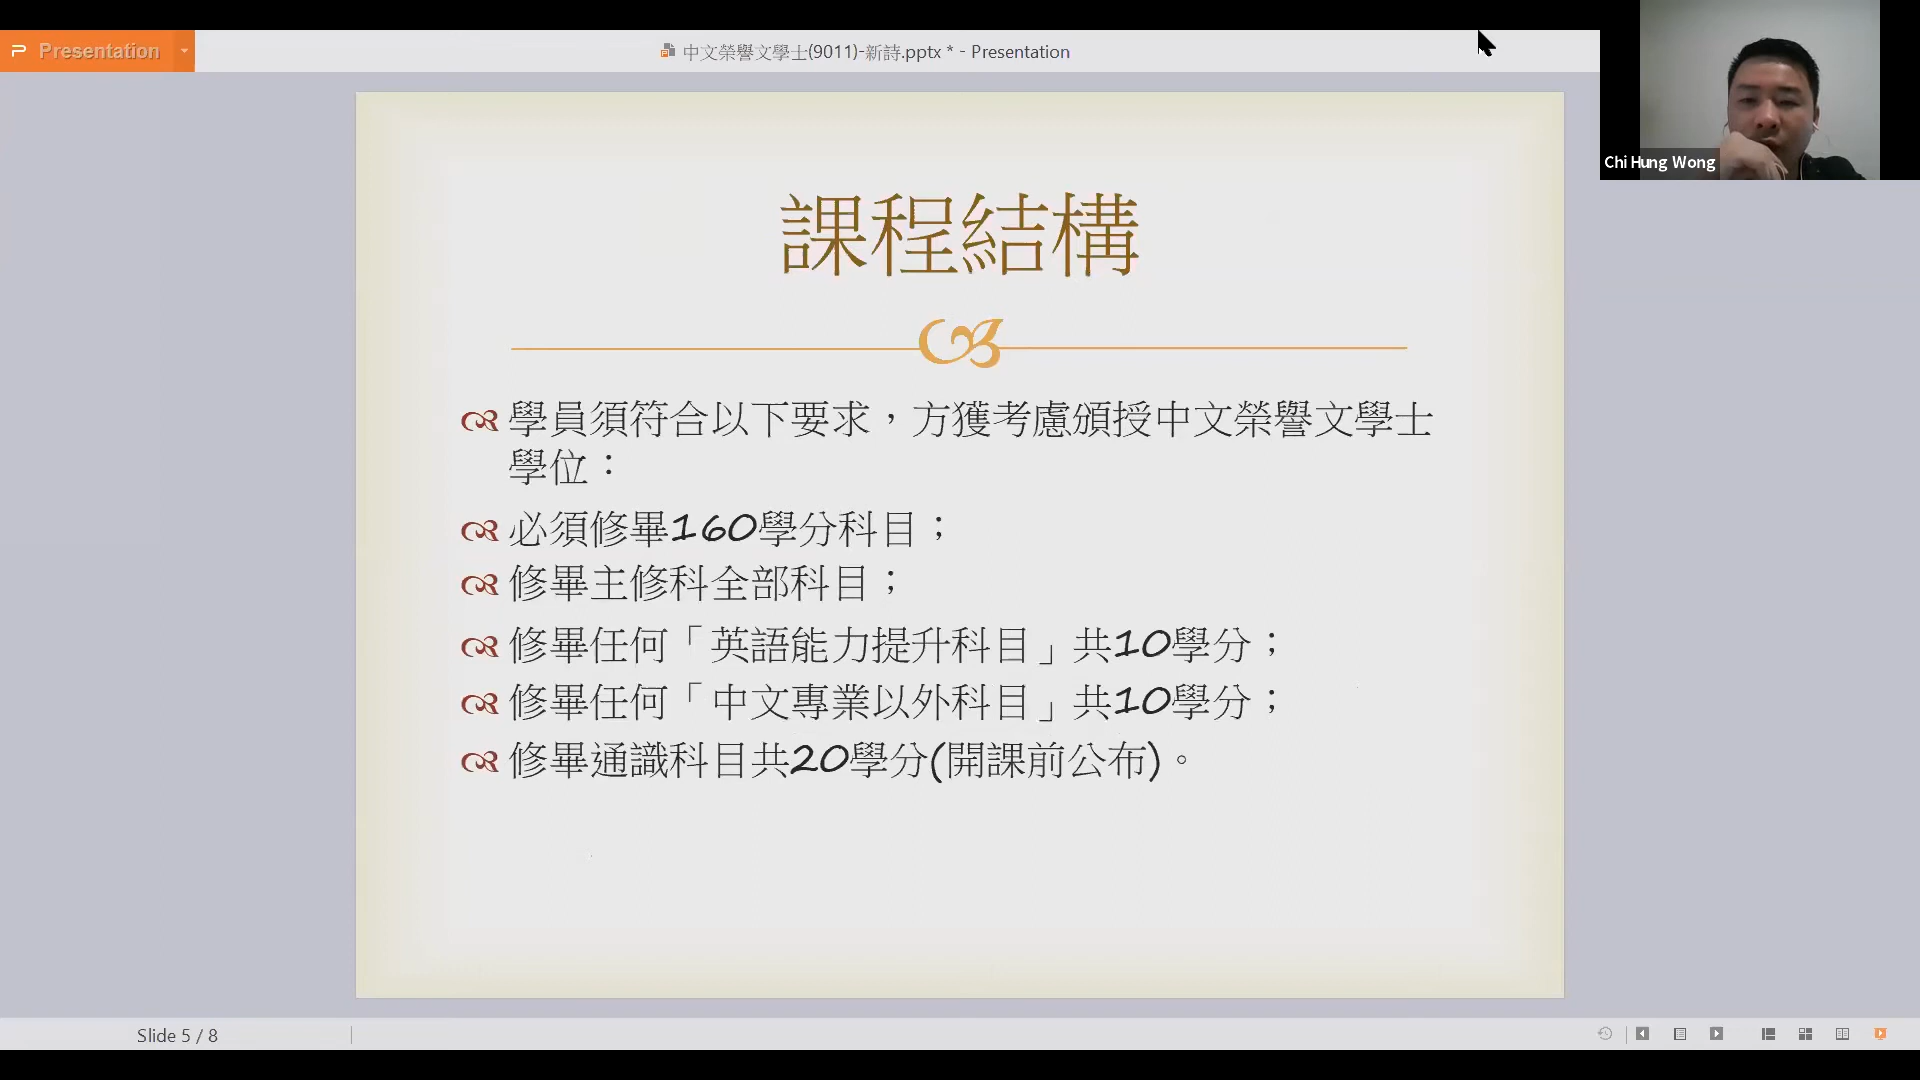 Presentation
中文榮譽文學士(9011)-新詩.pptx * - Presentation
Chi Hung Wong
課程結構
學員須符合以下要求，方獲考慮頒授中文榮譽文學士
學位：
必須修畢160學分科目；
修畢主修科全部科目；
修畢任何「英語能力提升科目」共10學分；
修畢任何「中文專業以外科目」共10學分；
修畢通識科目共20學分(開課前公布)。
Slide 5 / 8